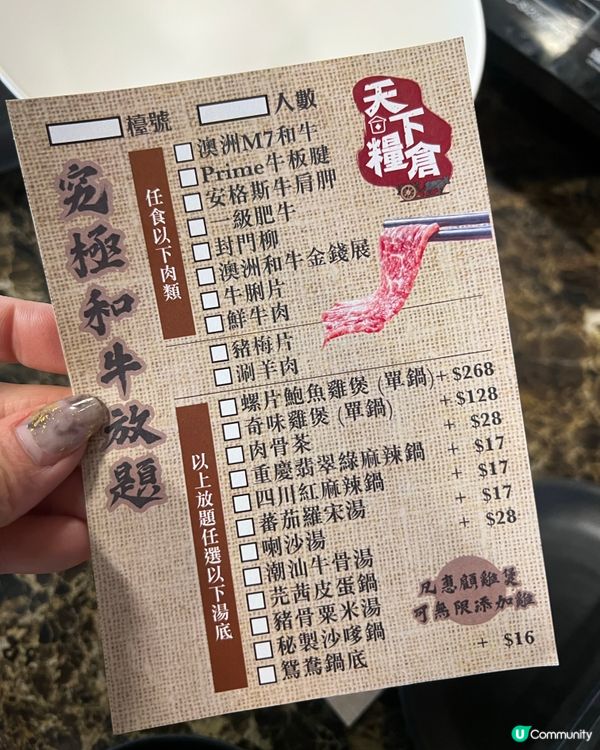 檯號 人數
天下糧倉
究極和牛放題
任食以下肉類
澳洲M7和牛
Prime牛板腱
安格斯牛肩胛
一級肥牛
封門柳
澳洲和牛金錢展
牛脷片
鮮牛肉
豬梅片
涮羊肉
以上放題任選以下湯底
螺片鮑魚雞煲 (單鍋) + $268
奇味雞煲 (單鍋) + $128
肉骨茶 + $28
重慶翡翠綠麻辣鍋 + $17
四川紅麻辣鍋 + $17
蕃茄羅宋湯 + $17
喇沙湯 + $28
潮汕牛骨湯
芫茜皮蛋鍋
豬骨粟米湯
秘製沙嗲鍋
鴛鴦鍋底 + $16
凡惠顧雞煲
可無限添加雞
U Community